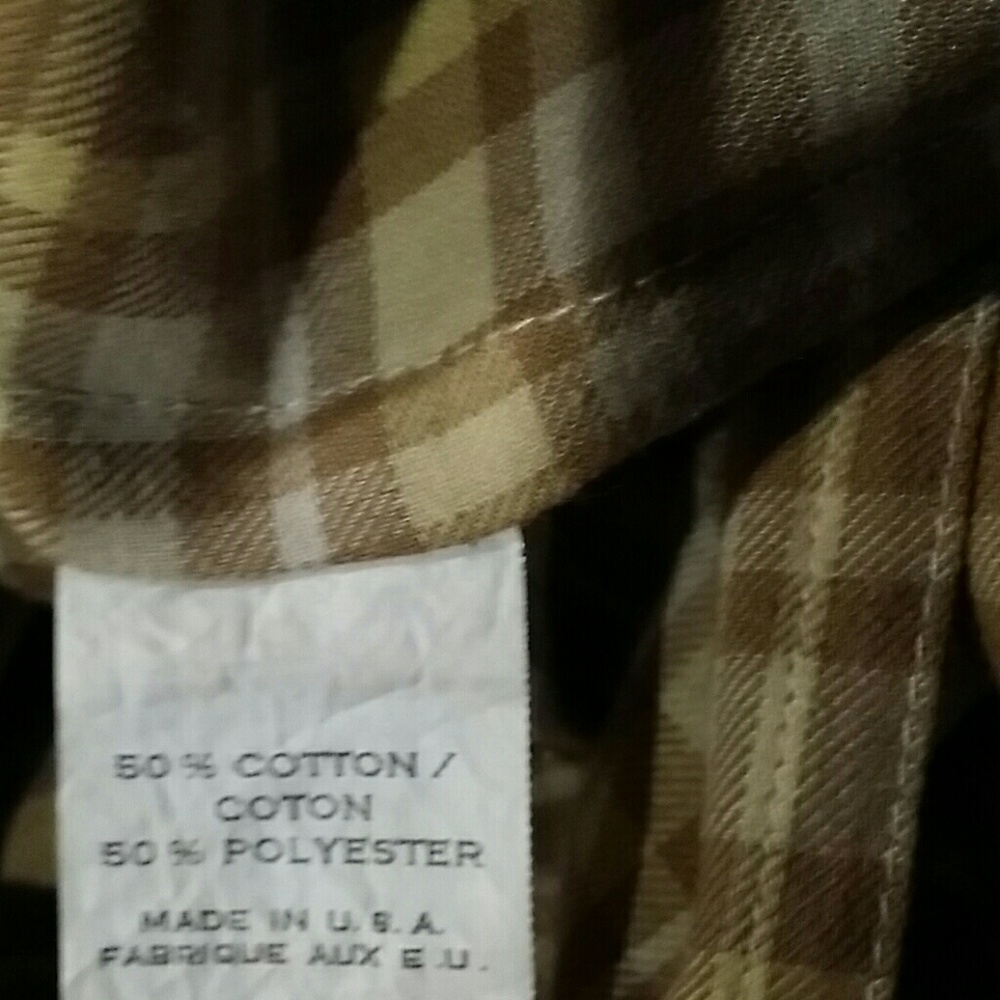 50 % COTTON /
COTON
50 % POLYESTER
MADE IN U.S.A.
FABRIQUE AUX E.U.